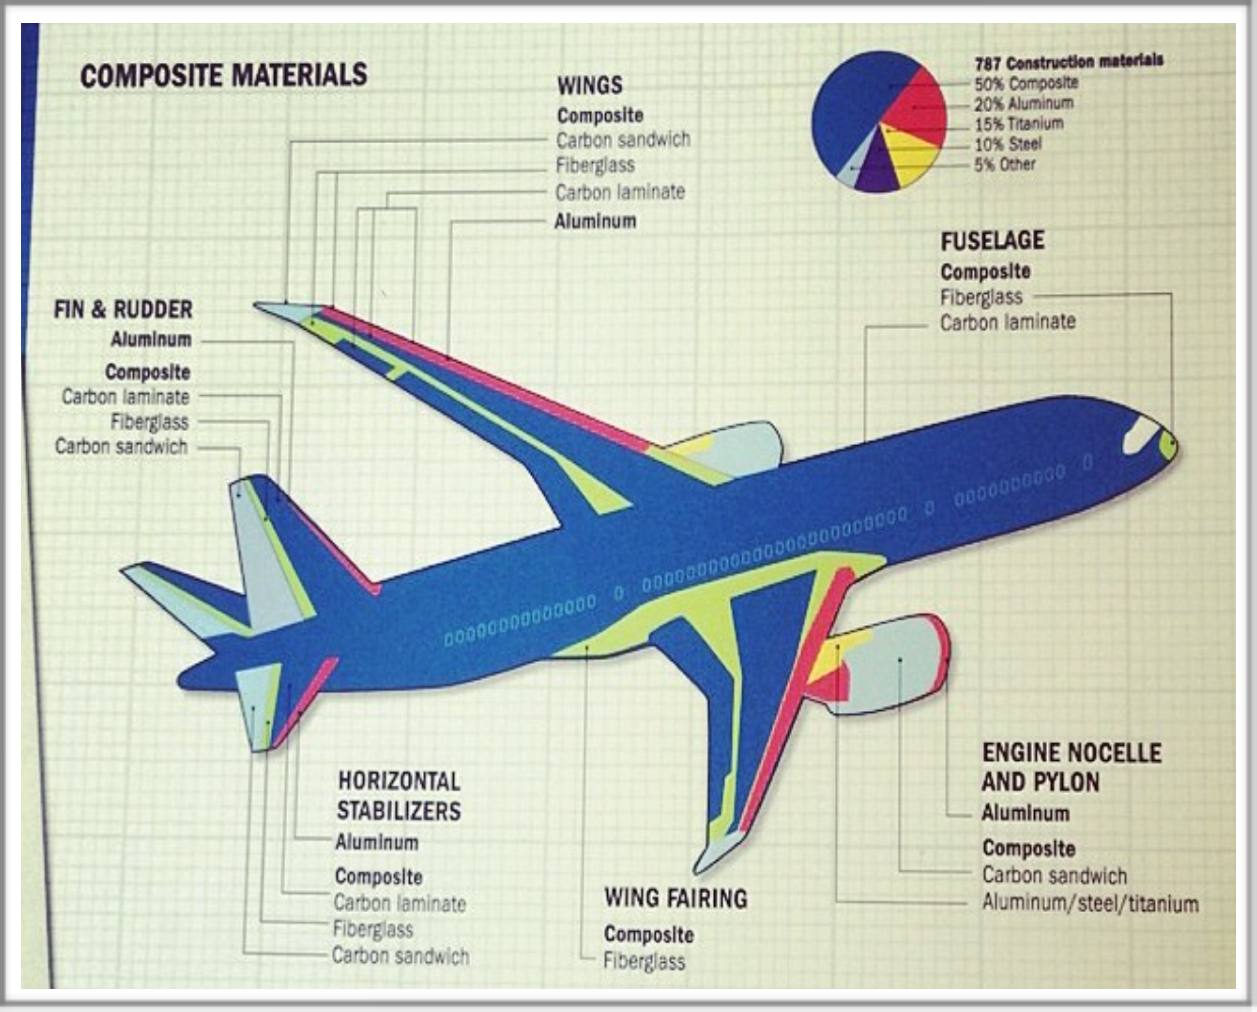 COMPOSITE MATERIALS
WINGS
Composite
Carbon sandwich
Fiberglass
Carbon laminate
Aluminum
787 Construction materials
50% Composite
20% Aluminum
15% Titanium
10% Steel
5% Other
FUSELAGE
Composite
Fiberglass
Carbon laminate
FIN & RUDDER
Aluminum
Composite
Carbon laminate
Fiberglass
Carbon sandwich
HORIZONTAL
STABILIZERS
Aluminum
Composite
Carbon laminate
Fiberglass
Carbon sandwich
WING FAIRING
Composite
Fiberglass
ENGINE NOCELLE
AND PYLON
Aluminum
Composite
Carbon sandwich
Aluminum/steel/titanium